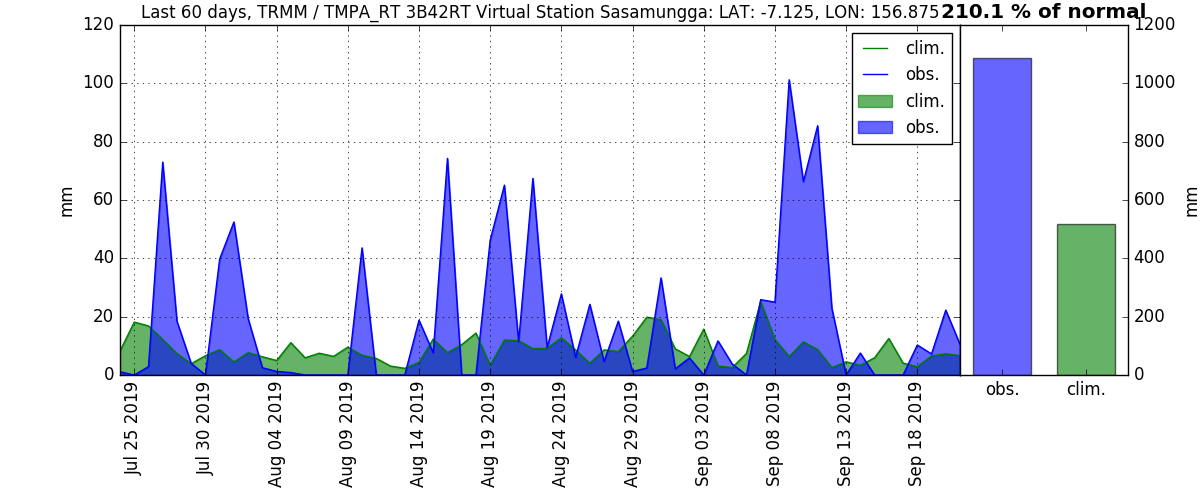 Last 60 days, TRMM / TMPA_RT 3B42RT Virtual Station Sasamungga: LAT: -7.125, LON: 156.875
210.1 % of normal
120
100
80
60
40
20
0
mm
clim.
obs.
clim.
obs.
1200
1000
800
600
400
200
0
mm
obs.
clim.
Jul 25 2019
Jul 30 2019
Aug 04 2019
Aug 09 2019
Aug 14 2019
Aug 19 2019
Aug 24 2019
Aug 29 2019
Sep 03 2019
Sep 08 2019
Sep 13 2019
Sep 18 2019